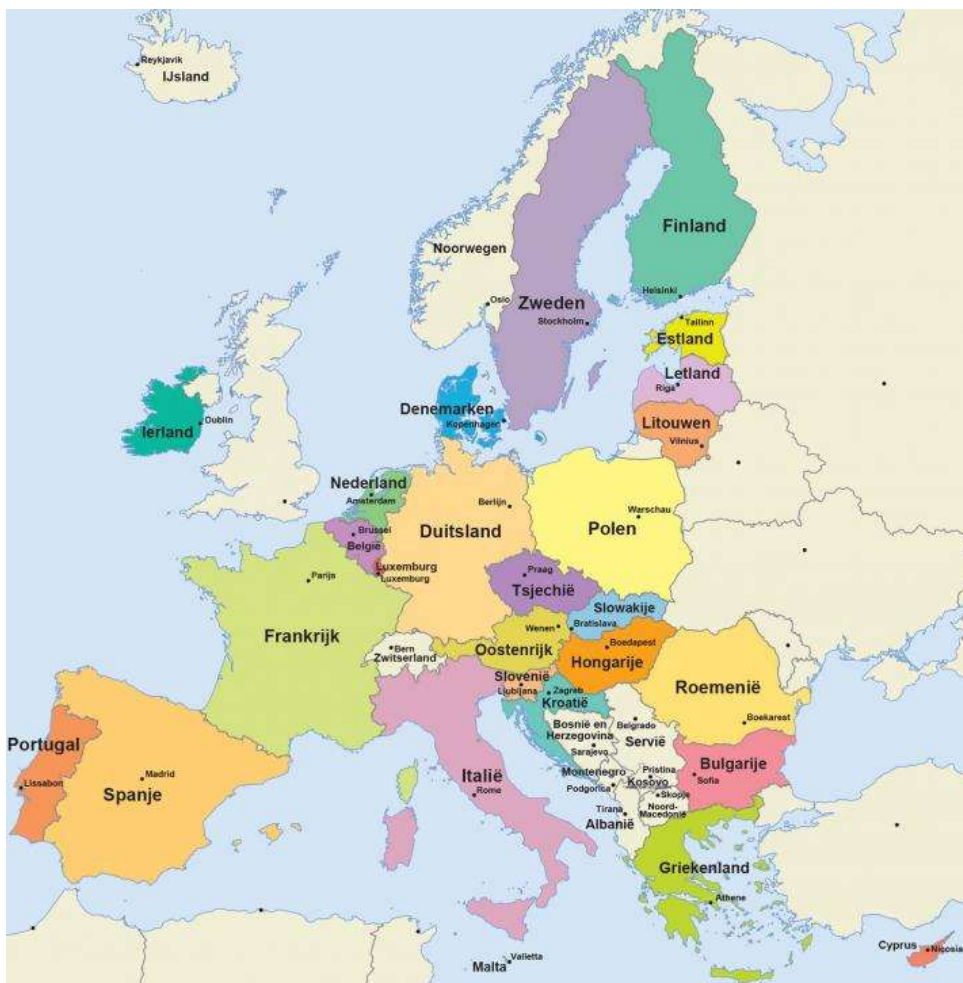 Reykjavik
IJsland
Finland
Noorwegen
Helsinki
Oslo
Zweden
Stockholm
Tallinn
Estland
Letland
Riga
Denemarken
Kopenhagen
Litouwen
Vilnius
Dublin
Ierland
Nederland
Amsterdam
Berlijn
Warschau
Duitsland
Polen
Brussel
België
Luxemburg
Luxemburg
Parijs
Praag
Tsjechië
Slowakije
Bratislava
Wenen
Oostenrijk
Frankrijk
Bern
Zwitserland
Boedapest
Hongarije
Slovenië
Ljubljana
Zagreb
Kroatië
Roemenië
Boekarest
Bosnië en
Herzegovina
Sarajevo
Belgrado
Servië
Portugal
Lissabon
Madrid
Spanje
Italië
Rome
Montenegro
Podgorica
Pristina
Kosovo
Skopje
Noord-
Macedonië
Bulgarije
Sofia
Tirana
Albanië
Griekenland
Athene
Cyprus
Nicosia
Valletta
Malta